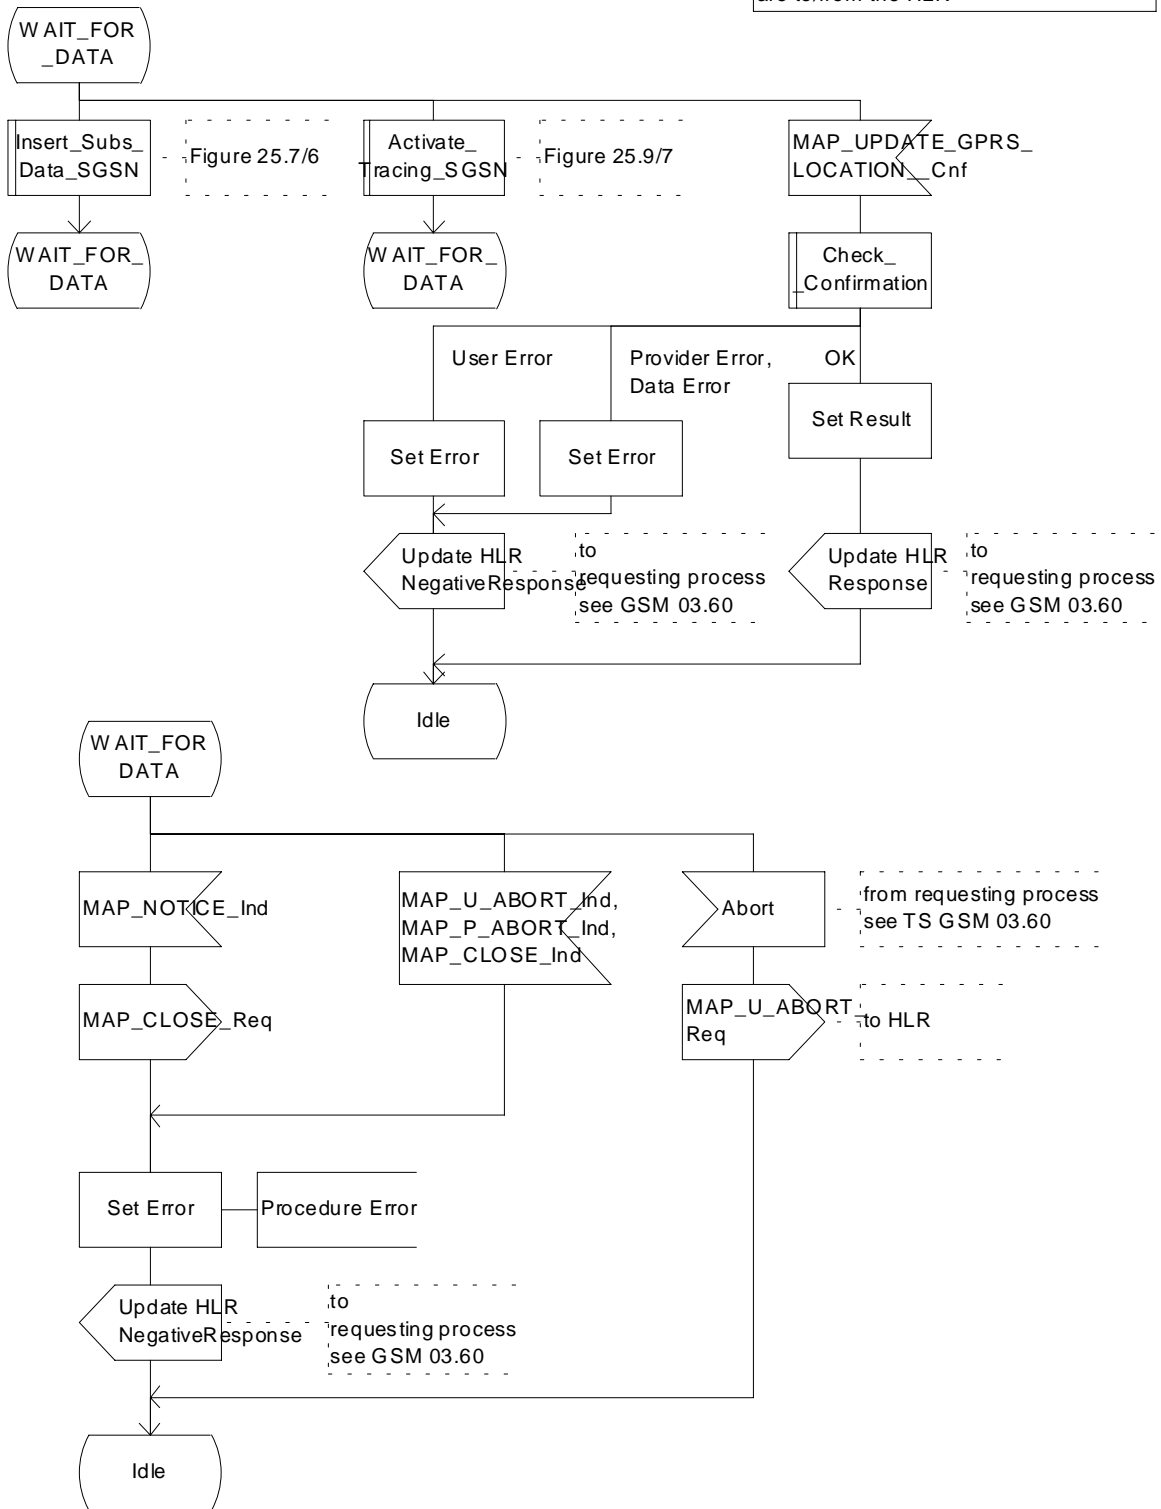 WAIT_FOR
_DATA
Insert_Subs_
Data_SGSN
Figure 25.7/6
Activate_
Tracing_SGSN
Figure 25.9/7
MAP_UPDATE_GPRS_
LOCATION__Cnf
WAIT_FOR_
DATA
WAIT_FOR_
DATA
Check_
_Confirmation
User Error
Provider Error,
Data Error
OK
Set Error
Set Error
Set Result
Update HLR
NegativeResponse
to
requesting process
see GSM 03.60
Update HLR
Response
to
requesting process
see GSM 03.60
Idle
WAIT_FOR
DATA
MAP_NOTICE_Ind
MAP_U_ABORT_Ind,
MAP_P_ABORT_Ind,
MAP_CLOSE_Ind
Abort
from requesting process
see TS GSM 03.60
MAP_CLOSE_Req
MAP_U_ABORT_
Req
to HLR
Set Error
Procedure Error
Update HLR
NegativeResponse
to
requesting process
see GSM 03.60
Idle